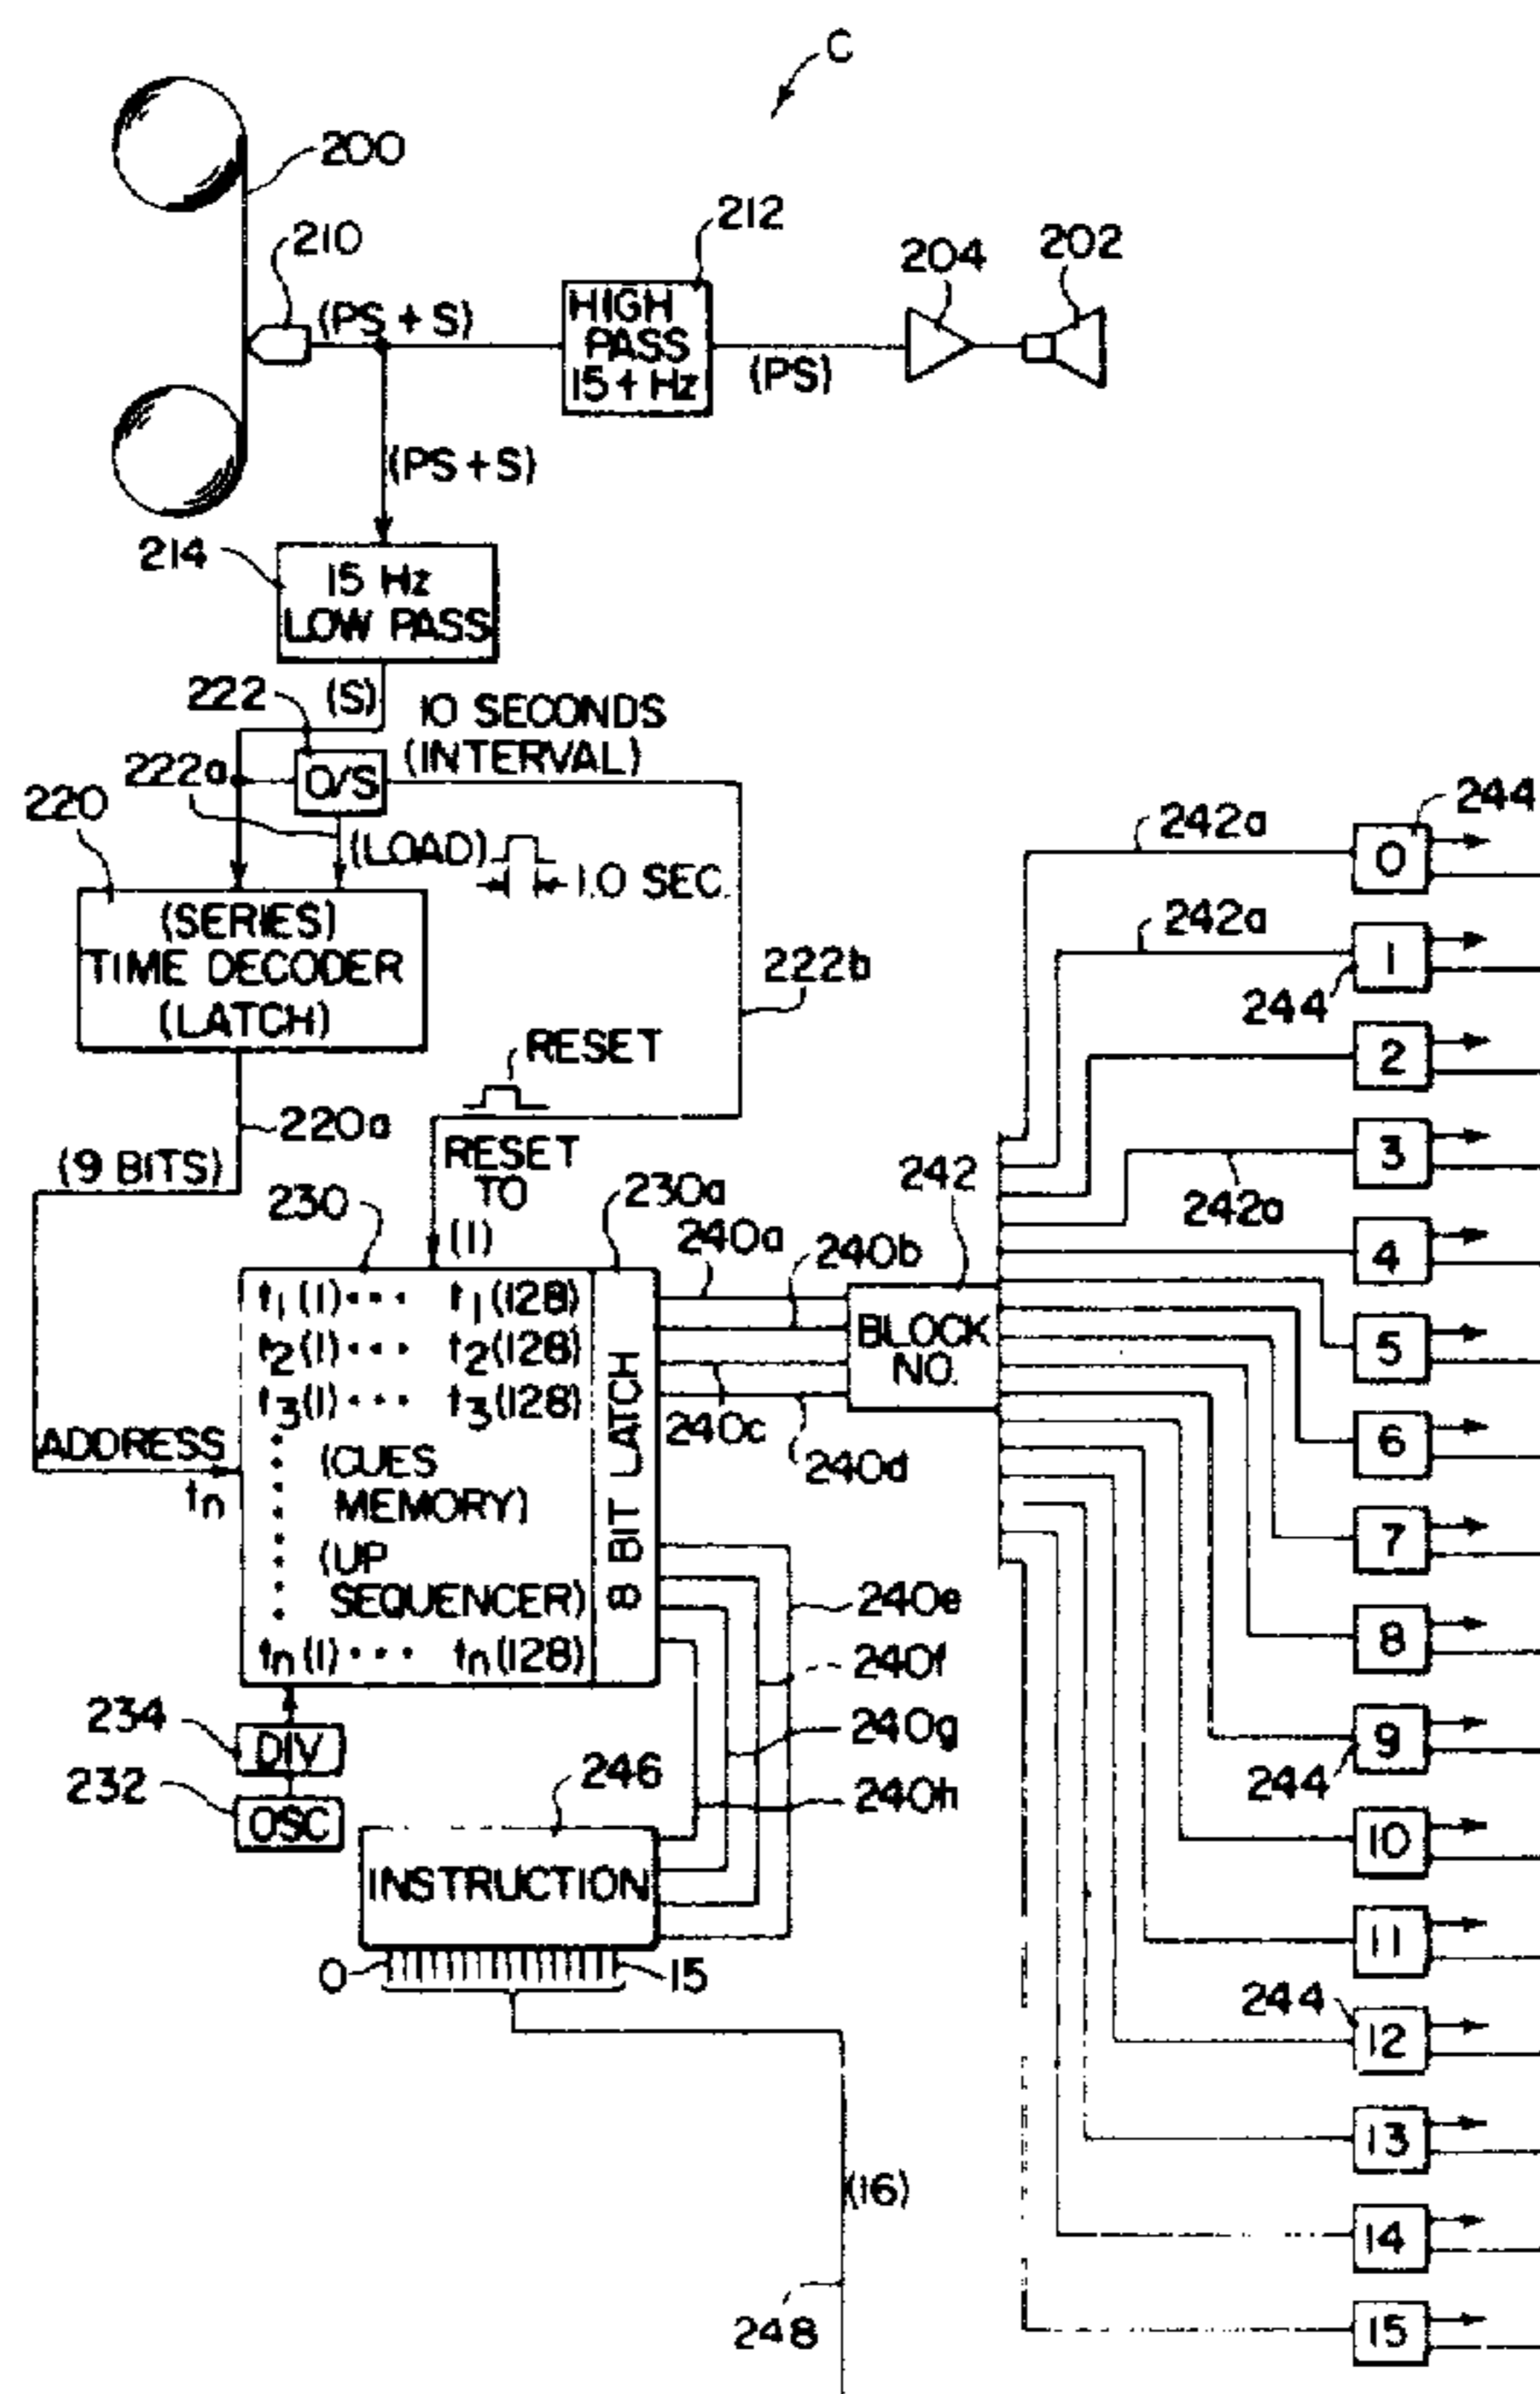 C
200
210
212
204
202
(PS + S)
HIGH
PASS
15+ Hz
(PS)
(PS + S)
214
15 Hz
LOW PASS
(S)
222
10 SECONDS
(INTERVAL)
222a
O/S
220
(LOAD)
1.0 SEC.
(SERIES)
TIME DECODER
(LATCH)
222b
RESET
220a
(9 BITS)
RESET
TO
(1)
230
230a
240a
240b
242
t1 (1) • • • t1 (128)
t2 (1) • • • t2 (128)
t3 (1) • • • t3 (128)
BLOCK
NO.
240c
240d
ADDRESS
tn
(CUES
MEMORY)
(UP
SEQUENCER)
tn (1) • • • tn (128)
8 BIT LATCH
240e
240f
240g
240h
234
DIV
232
OSC
246
INSTRUCTION
0
15
(16)
248
242a
244
0
242a
1
244
2
3
242a
4
5
6
7
8
9
244
10
11
244
12
13
14
15